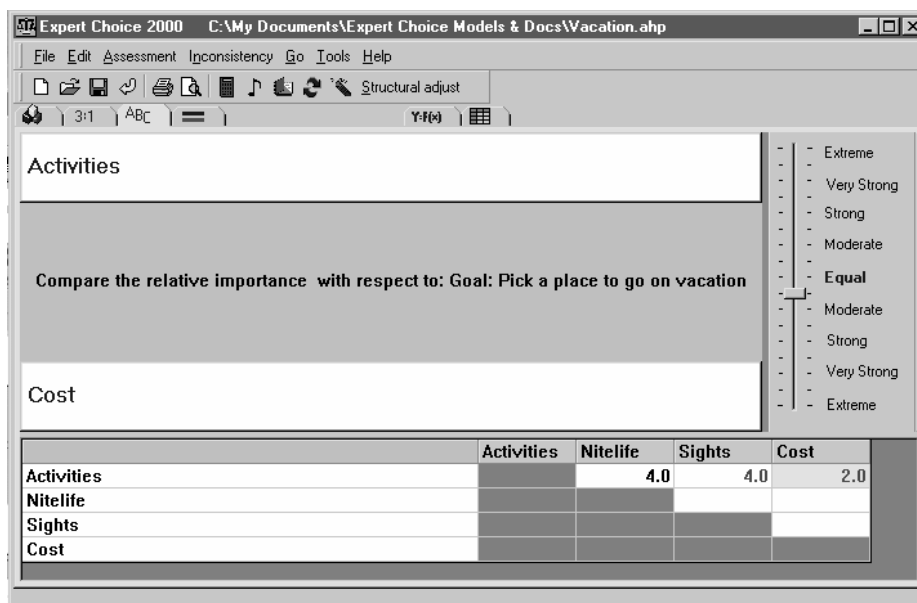 Expert Choice 2000 C:\My Documents\Expert Choice Models & Docs\Vacation.ahp
File Edit Assessment Inconsistency Go Tools Help
Structural adjust
3:1 ABC Y=F(x)
Activities
Extreme
Very Strong
Strong
Moderate
Compare the relative importance with respect to: Goal: Pick a place to go on vacation
Equal
Moderate
Strong
Very Strong
Cost
Extreme
Activities Nitelife Sights Cost
Activities 4.0 4.0 2.0
Nitelife
Sights
Cost